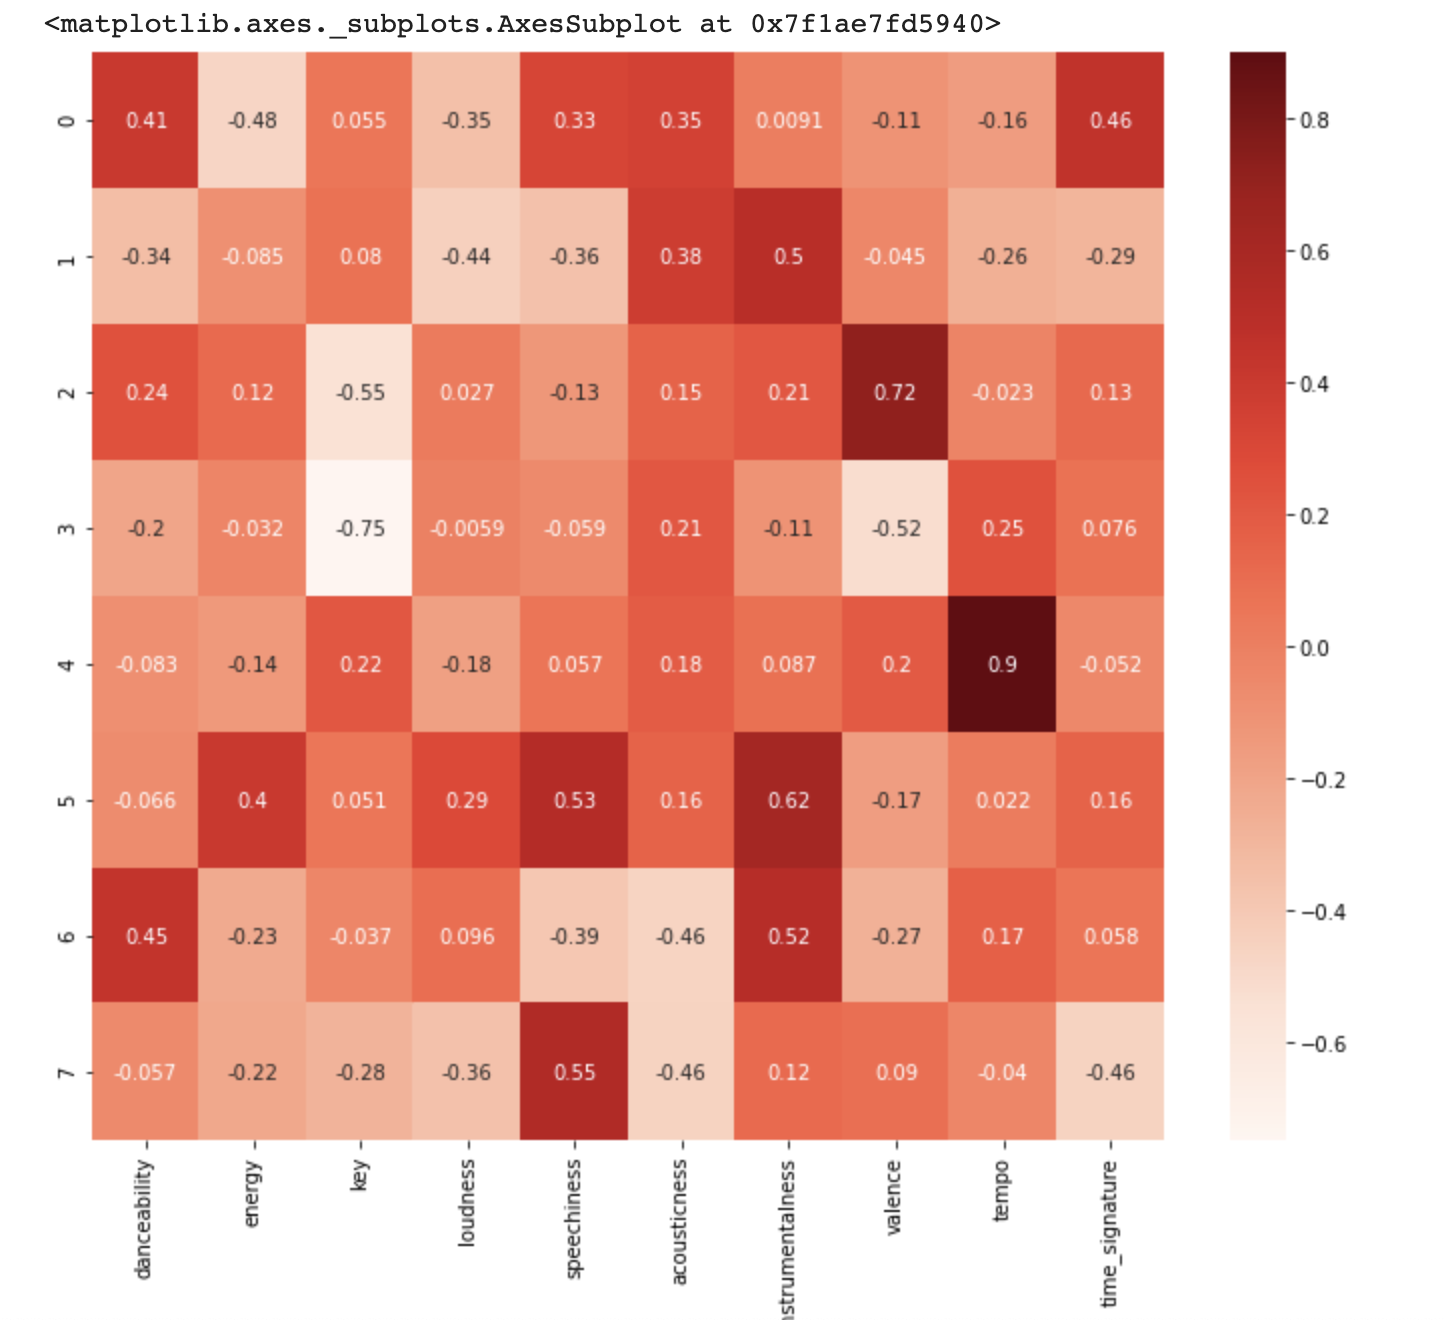 <matplotlib.axes._subplots.AxesSubplot at 0x7f1ae7fd5940>
0 0.41 -0.48 0.055 -0.35 0.33 0.35 0.0091 -0.11 -0.16 0.46
1 -0.34 -0.085 0.08 -0.44 -0.36 0.38 0.5 -0.045 -0.26 -0.29
2 0.24 0.12 -0.55 0.027 -0.13 0.15 0.21 0.72 -0.023 0.13
3 -0.2 -0.032 -0.75 -0.0059 -0.059 0.21 -0.11 -0.52 0.25 0.076
4 -0.083 -0.14 0.22 -0.18 0.057 0.18 0.087 0.2 0.9 -0.052
5 -0.066 0.4 0.051 0.29 0.53 0.16 0.62 -0.17 0.022 0.16
6 0.45 -0.23 -0.037 0.096 -0.39 -0.46 0.52 -0.27 0.17 0.058
7 -0.057 -0.22 -0.28 -0.36 0.55 -0.46 0.12 0.09 -0.04 -0.46
danceability
energy
key
loudness
speechiness
acousticness
nstrumentalness
valence
tempo
time_signature
0.8
0.6
0.4
0.2
0.0
−0.2
−0.4
−0.6